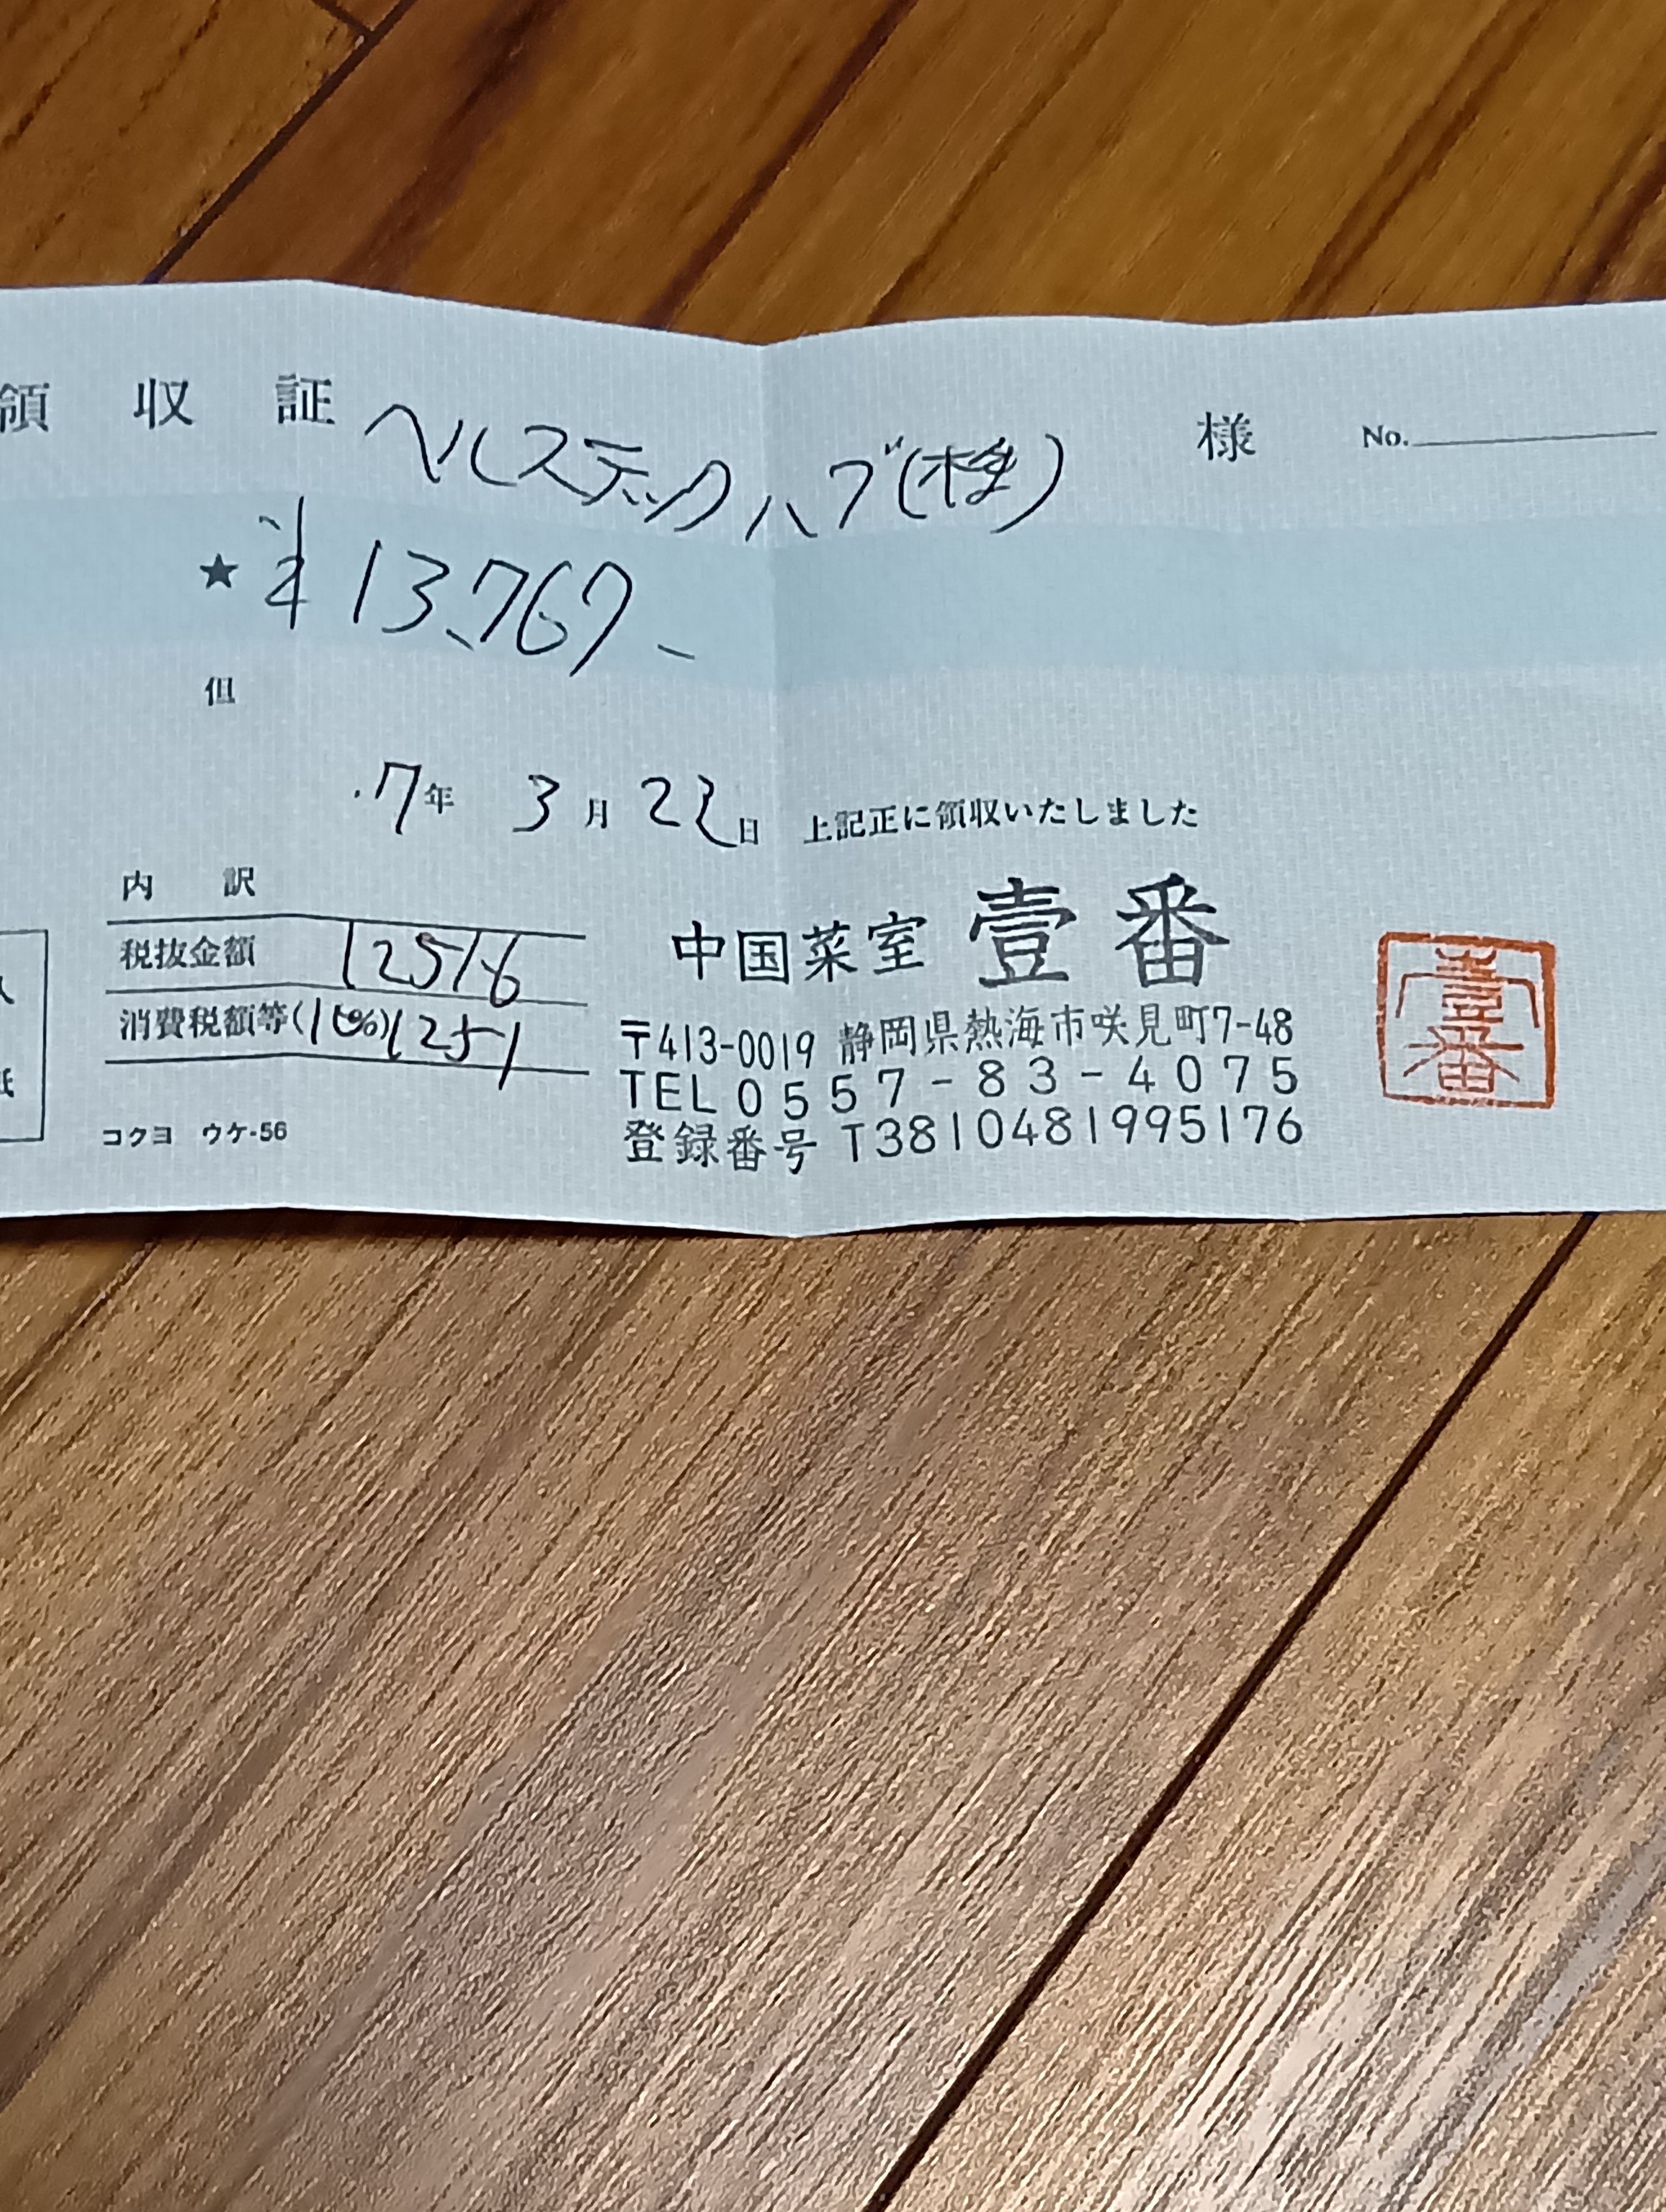 領 収 証 ヘルステックハブ(株) 様 No.
★ ¥13,767-
但
7年 3月 22日 上記正に領収いたしました
内 訳
税抜金額 12516
消費税額等(10%) 1251
コクヨ ウケ-56
中国菜室 壹番
〒413-0019 静岡県熱海市咲見町7-48
TEL 0557-83-4075
登録番号 T3810481995176
壹番